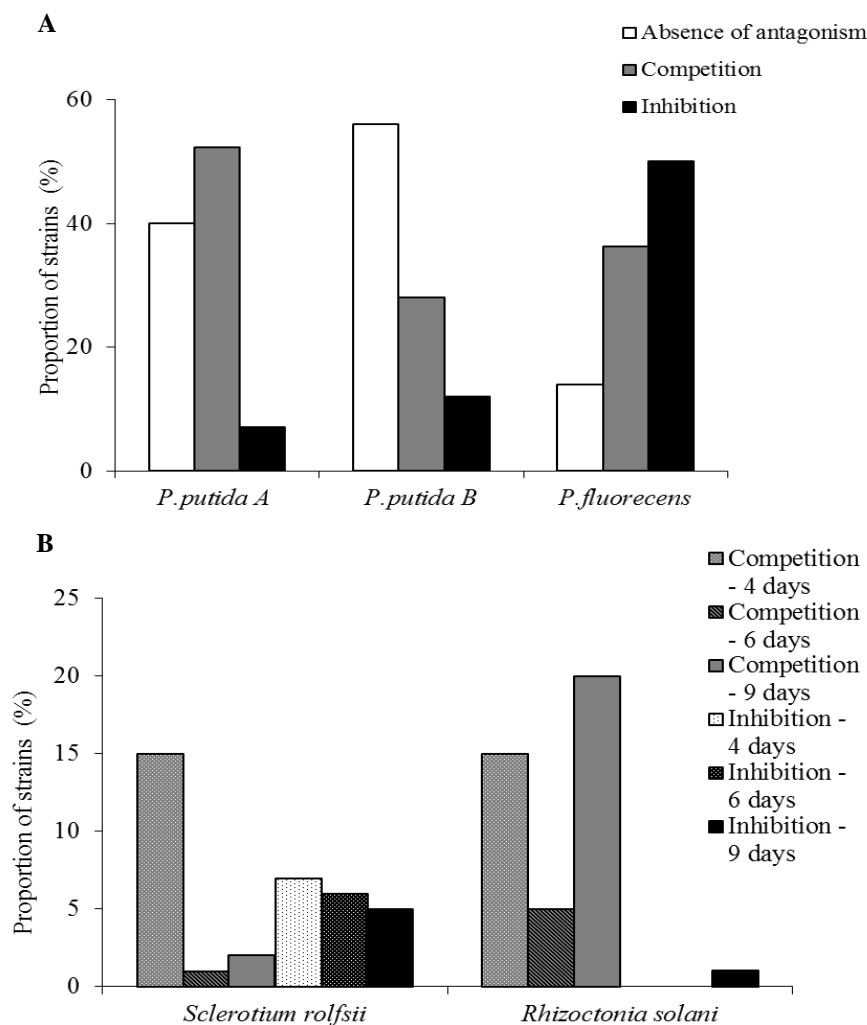 A
Absence of antagonism
Competition
Inhibition
Proportion of strains (%)
60
40
20
0
P.putida A
P.putida B
P.fluorecens
B
Competition
- 4 days
Competition
- 6 days
Competition
- 9 days
Inhibition -
4 days
Inhibition -
6 days
Inhibition -
9 days
Proportion of strains (%)
25
20
15
10
5
0
Sclerotium rolfsii
Rhizoctonia solani